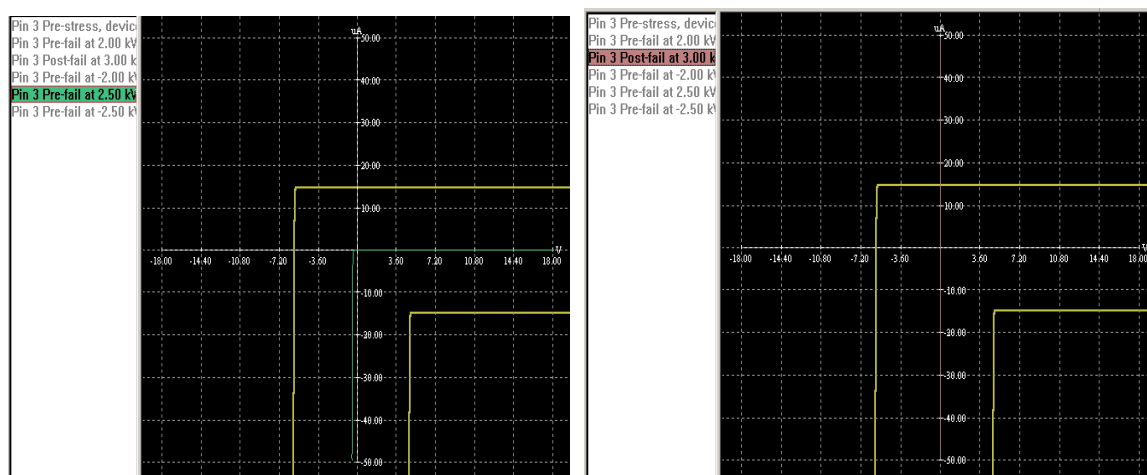 Pin 3 Pre-stress, devic
Pin 3 Pre-fail at 2.00 kV
Pin 3 Post-fail at 3.00 kV
Pin 3 Pre-fail at -2.00 kV
Pin 3 Pre-fail at 2.50 kV
Pin 3 Pre-fail at -2.50 kV
uA
50.00
40.00
30.00
20.00
10.00
V
-18.00 -14.40 -10.80 -7.20 -3.60 3.60 7.20 10.80 14.40 18.00
-10.00
-20.00
-30.00
-40.00
-50.00
Pin 3 Pre-stress, devic
Pin 3 Pre-fail at 2.00 kV
Pin 3 Post-fail at 3.00 k
Pin 3 Pre-fail at -2.00 kV
Pin 3 Pre-fail at 2.50 kV
Pin 3 Pre-fail at -2.50 kV
uA
50.00
40.00
30.00
20.00
10.00
V
-18.00 -14.40 -10.80 -7.20 -3.60 3.60 7.20 10.80 14.40 18.00
-10.00
-20.00
-30.00
-40.00
-50.00